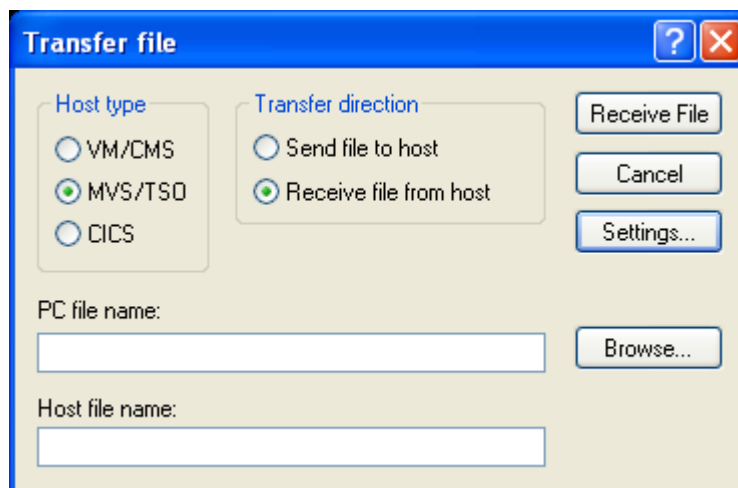 Transfer file
Host type
VM/CMS
MVS/TSO
CICS
Transfer direction
Send file to host
Receive file from host
Receive File
Cancel
Settings...
PC file name:
Browse...
Host file name: